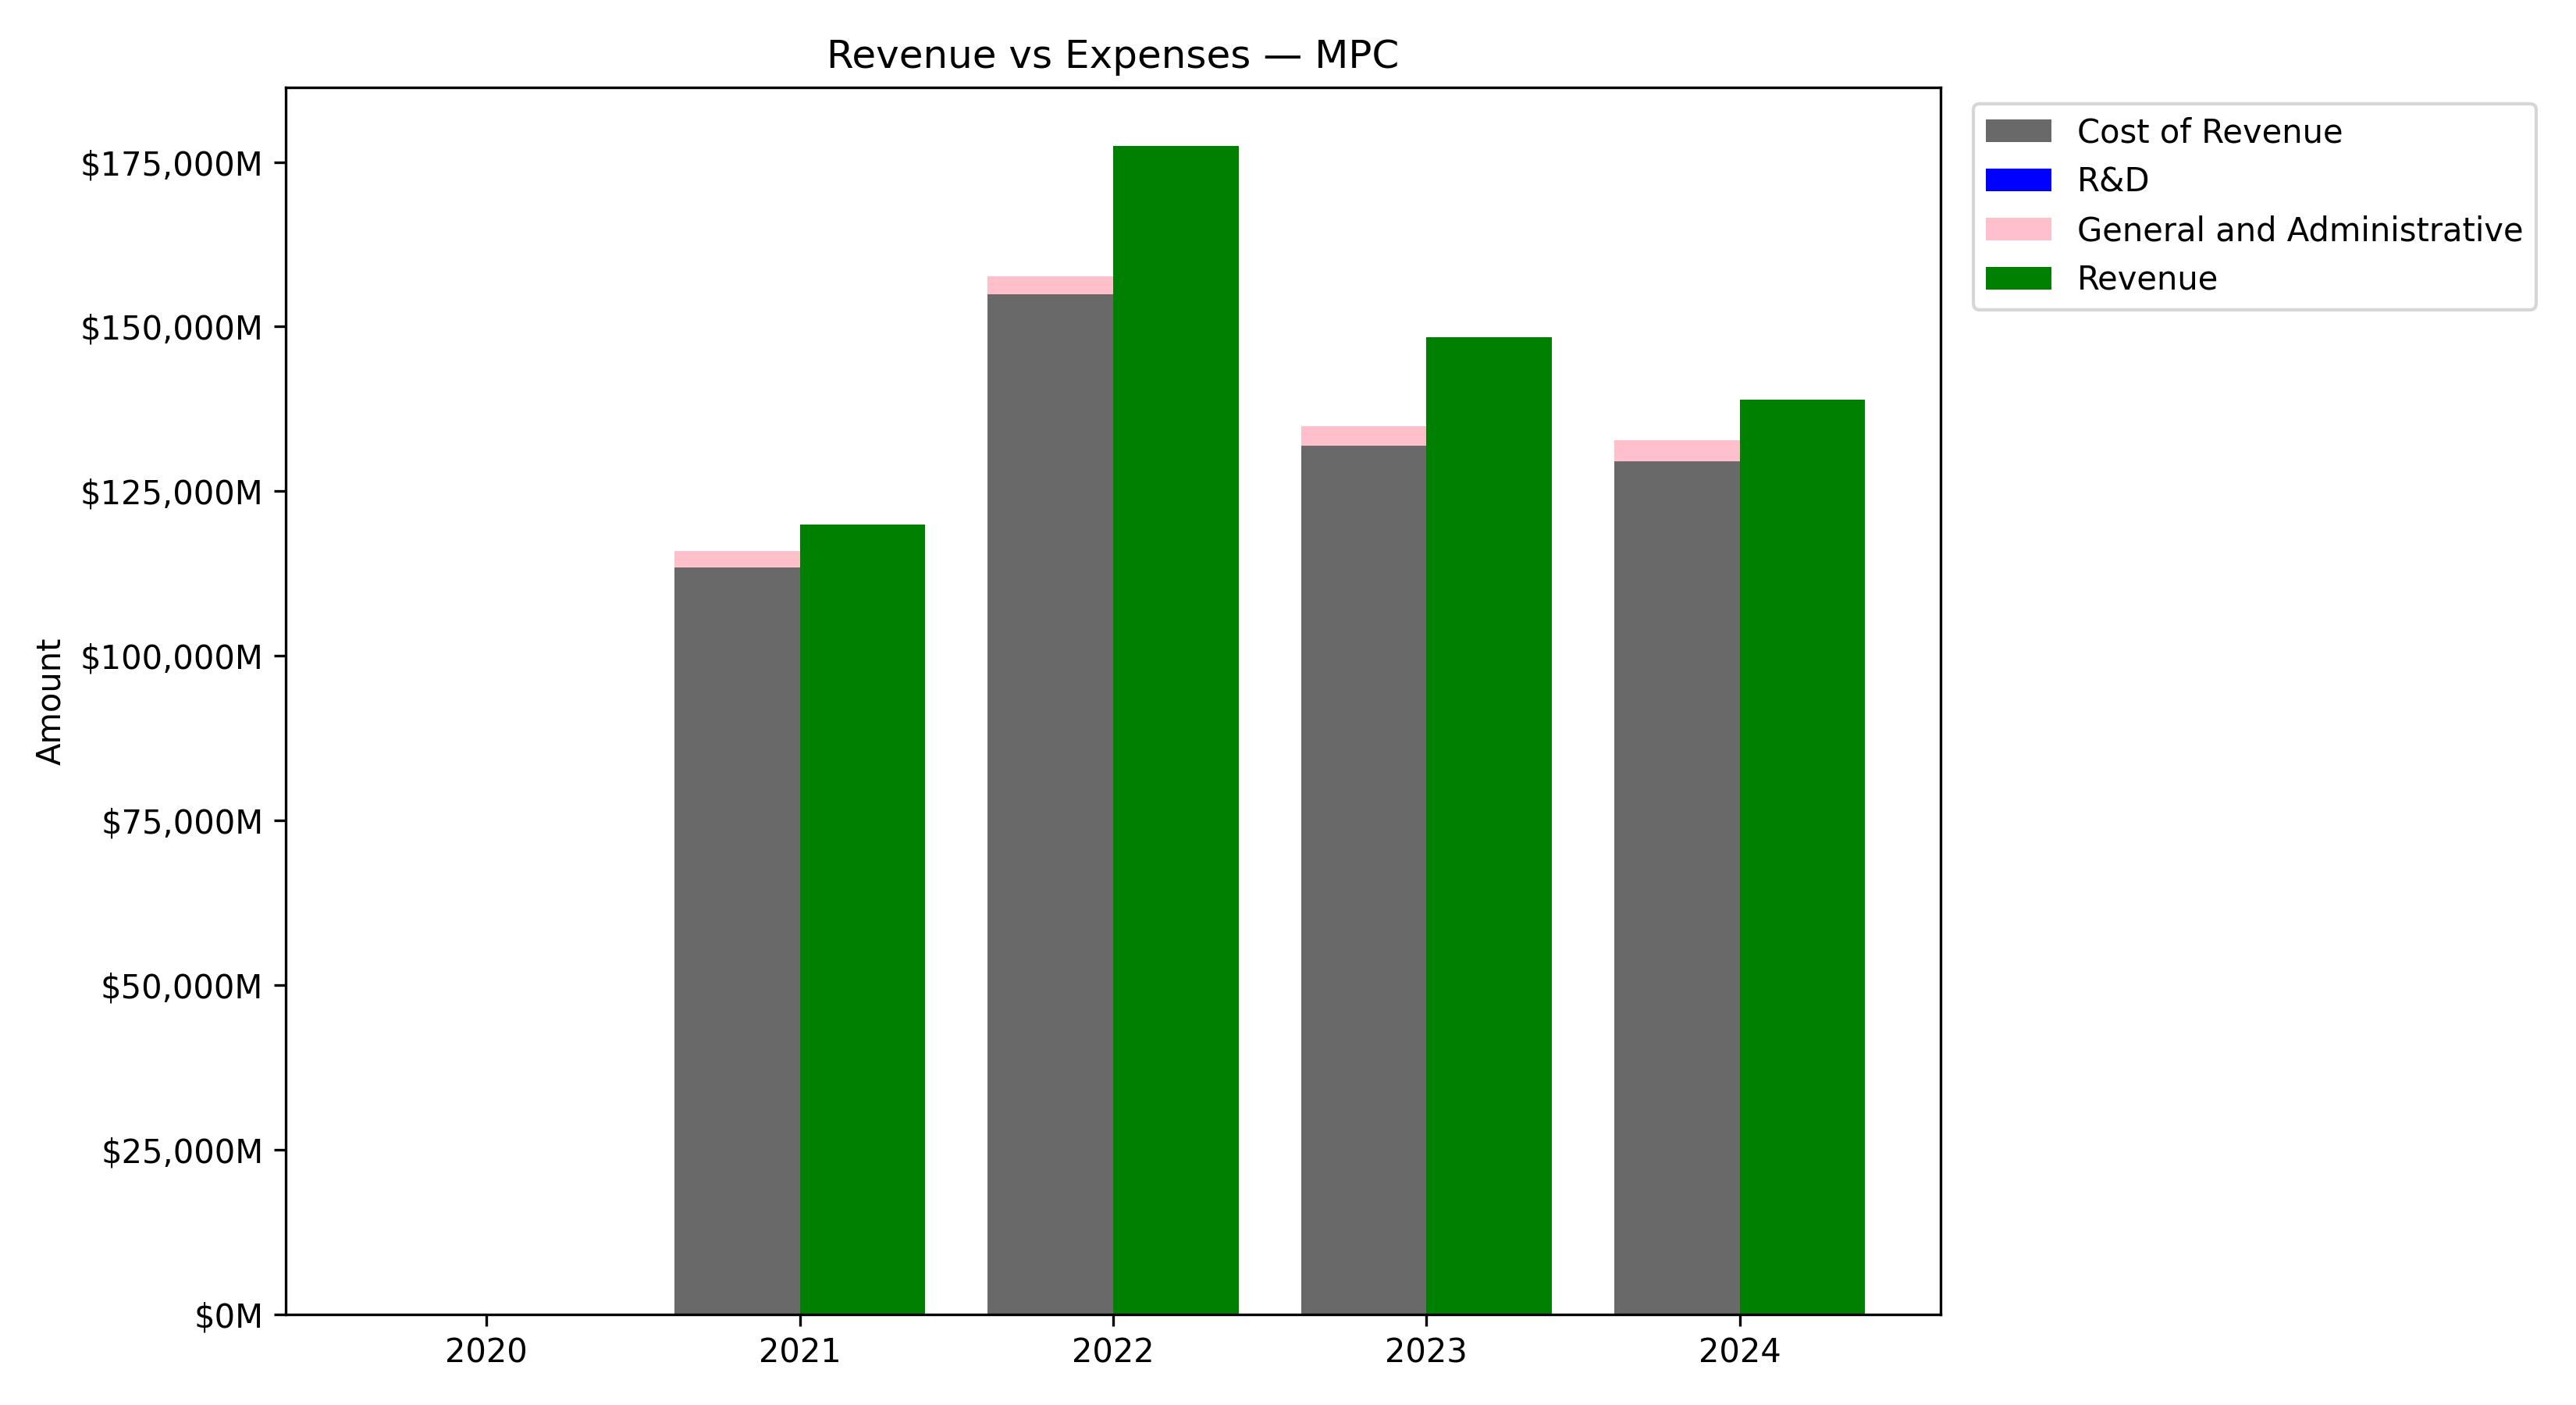 Revenue vs Expenses — MPC
Amount
$175,000M
$150,000M
$125,000M
$100,000M
$75,000M
$50,000M
$25,000M
$0M
2020
2021
2022
2023
2024
Cost of Revenue
R&D
General and Administrative
Revenue